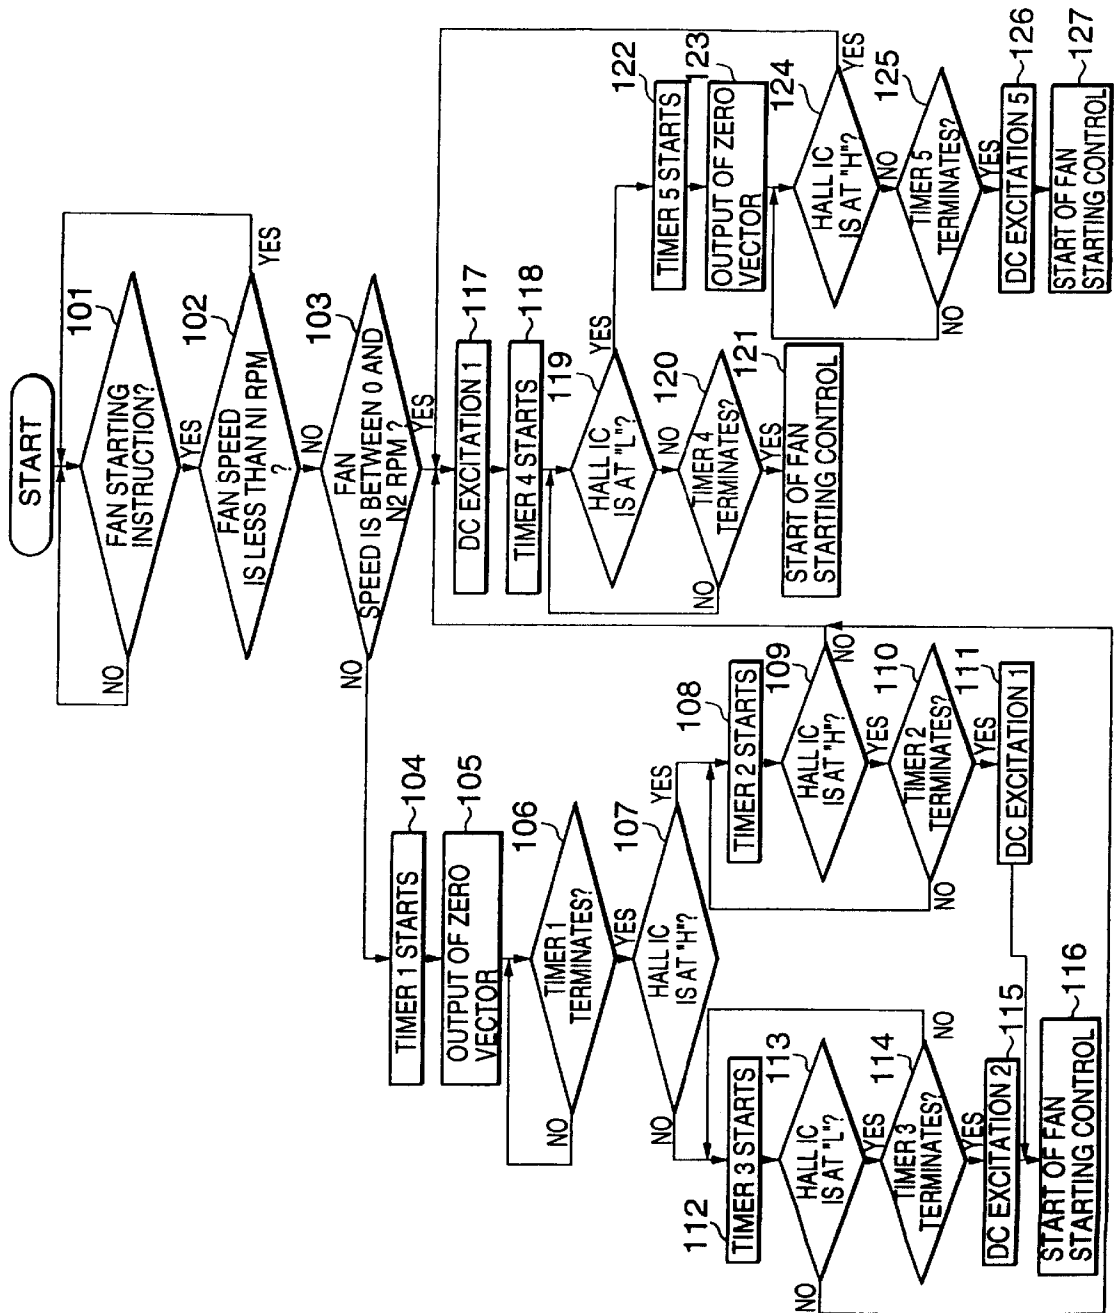 START
FAN STARTING
INSTRUCTION?
101
NO
YES
FAN SPEED
IS LESS THAN N1 RPM
?
102
YES
NO
FAN
SPEED IS BETWEEN 0 AND
N2 RPM ?
103
NO
YES
TIMER 1 STARTS
104
OUTPUT OF ZERO
VECTOR
105
TIMER 1
TERMINATES?
106
NO
YES
HALL IC
IS AT "H"?
107
NO
YES
TIMER 2 STARTS
108
HALL IC
IS AT "H"?
109
NO
YES
TIMER 2
TERMINATES?
110
NO
YES
DC EXCITATION 1
111
TIMER 3 STARTS
112
HALL IC
IS AT "L"?
113
NO
YES
TIMER 3
TERMINATES?
114
NO
YES
DC EXCITATION 2
115
START OF FAN
STARTING CONTROL
116
DC EXCITATION 1
117
TIMER 4 STARTS
118
HALL IC
IS AT "L"?
119
YES
NO
TIMER 4
TERMINATES?
120
NO
YES
START OF FAN
STARTING CONTROL
121
TIMER 5 STARTS
122
OUTPUT OF ZERO
VECTOR
123
HALL IC
IS AT "H"?
124
YES
NO
TIMER 5
TERMINATES?
125
NO
YES
DC EXCITATION 5
126
START OF FAN
STARTING CONTROL
127